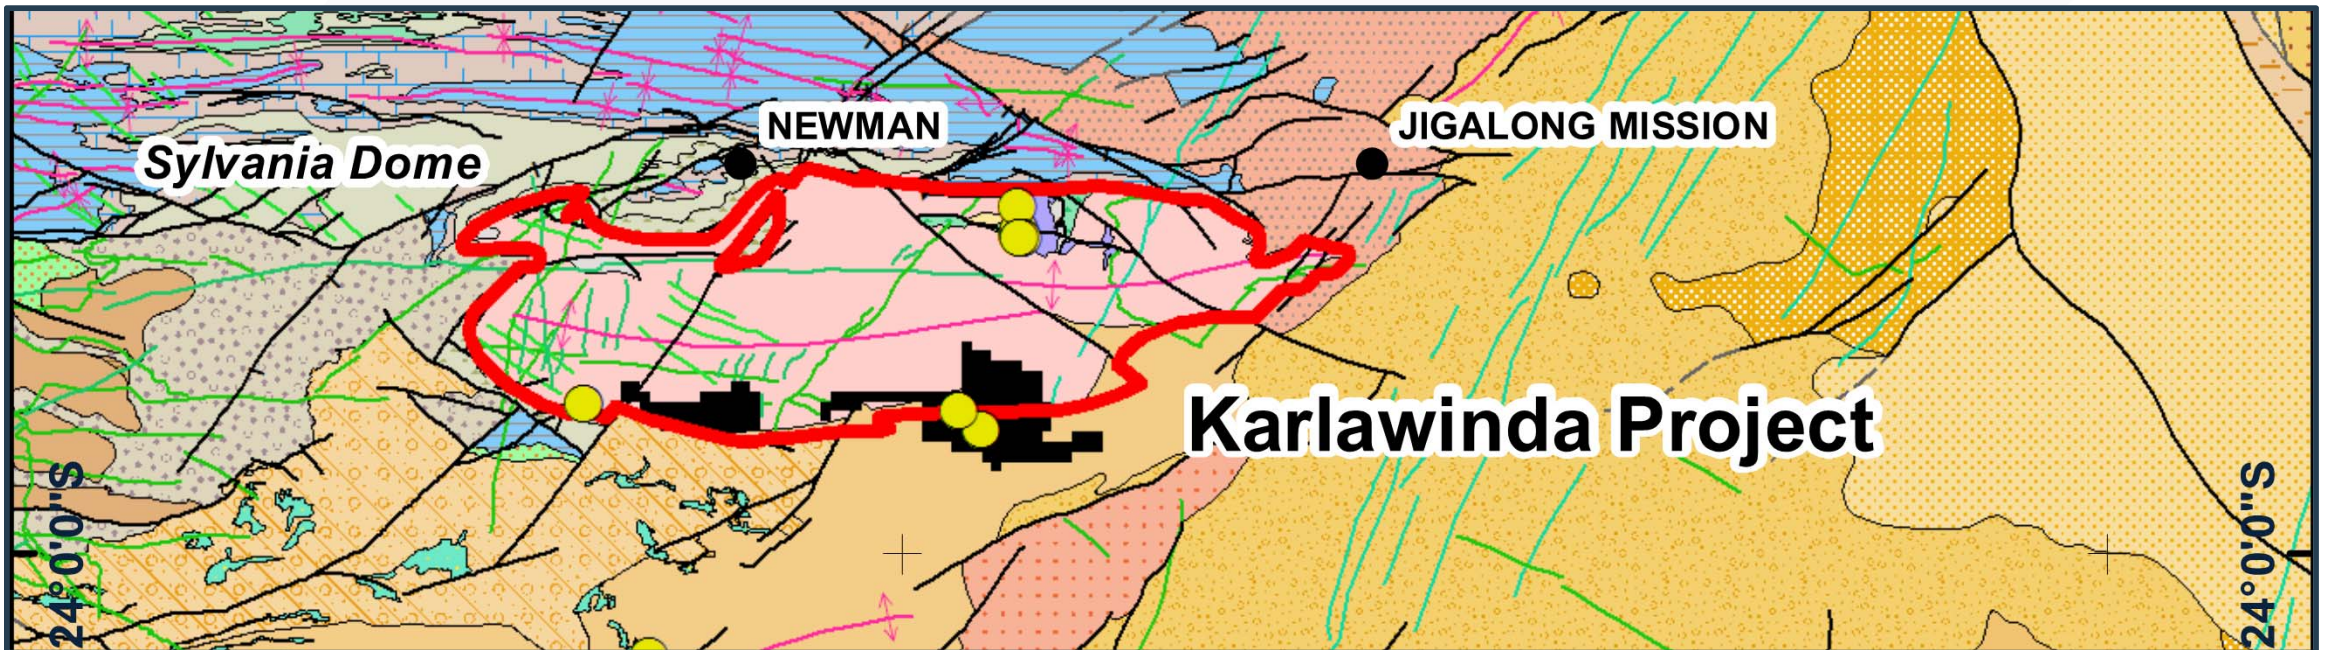 NEWMAN
JIGALONG MISSION
Sylvania Dome
Karlawinda Project
24°0'0"S
24°0'0"S